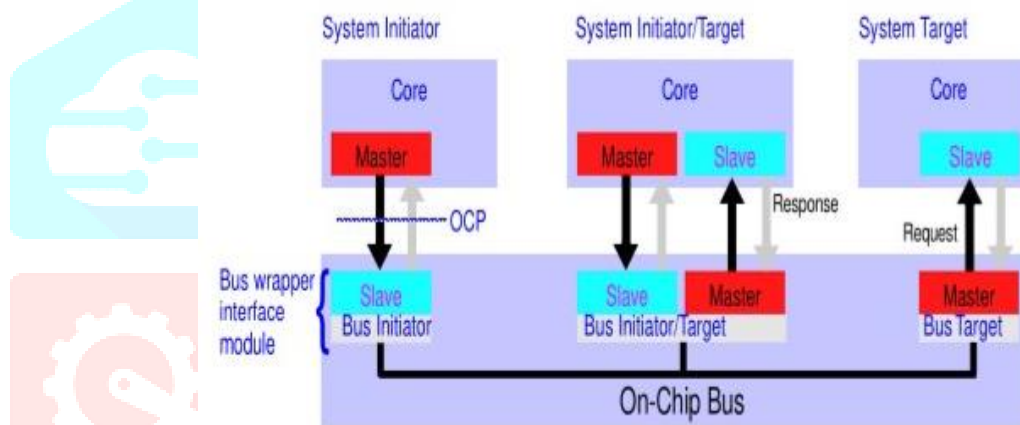 System Initiator
System Initiator/Target
System Target
Core
Core
Core
Master
Master
Slave
Slave
Response
OCP
Request
Bus wrapper
interface
module
Slave
Slave
Master
Master
Bus Initiator
Bus Initiator/Target
Bus Target
On-Chip Bus